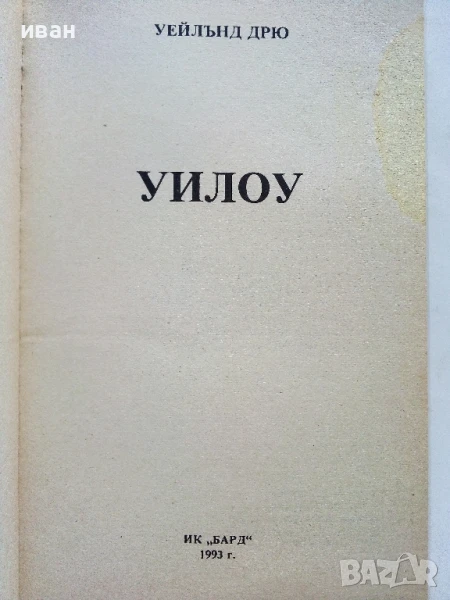 иван
УЕЙЛЪНД ДРЮ
УИЛОУ
ИК „БАРД“
1993 г.
BAZAR